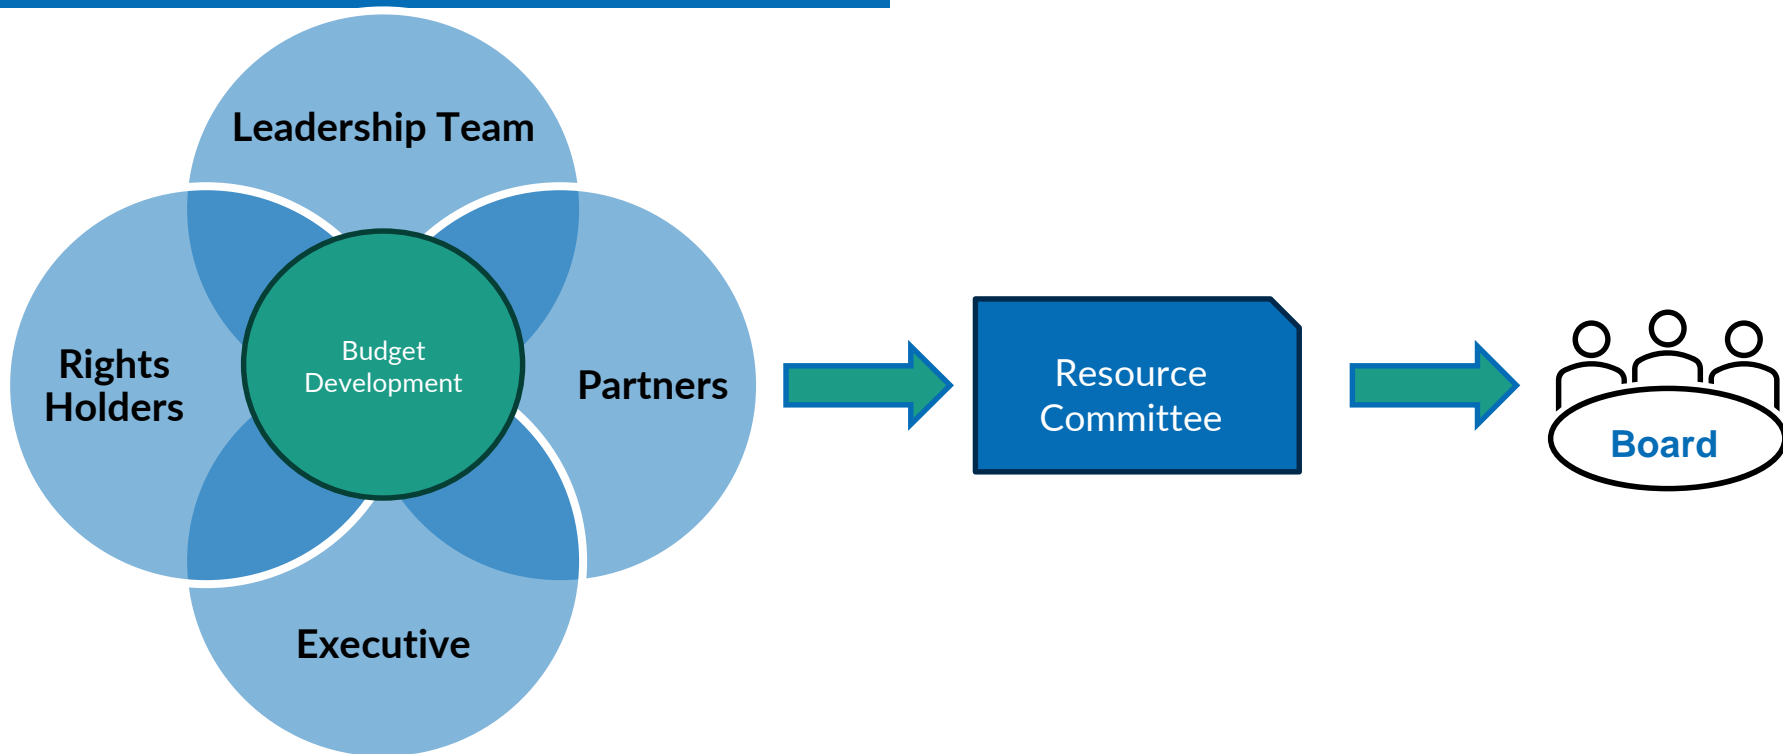 Leadership Team
Rights
Holders
Budget
Development
Partners
Executive
Resource
Committee
Board